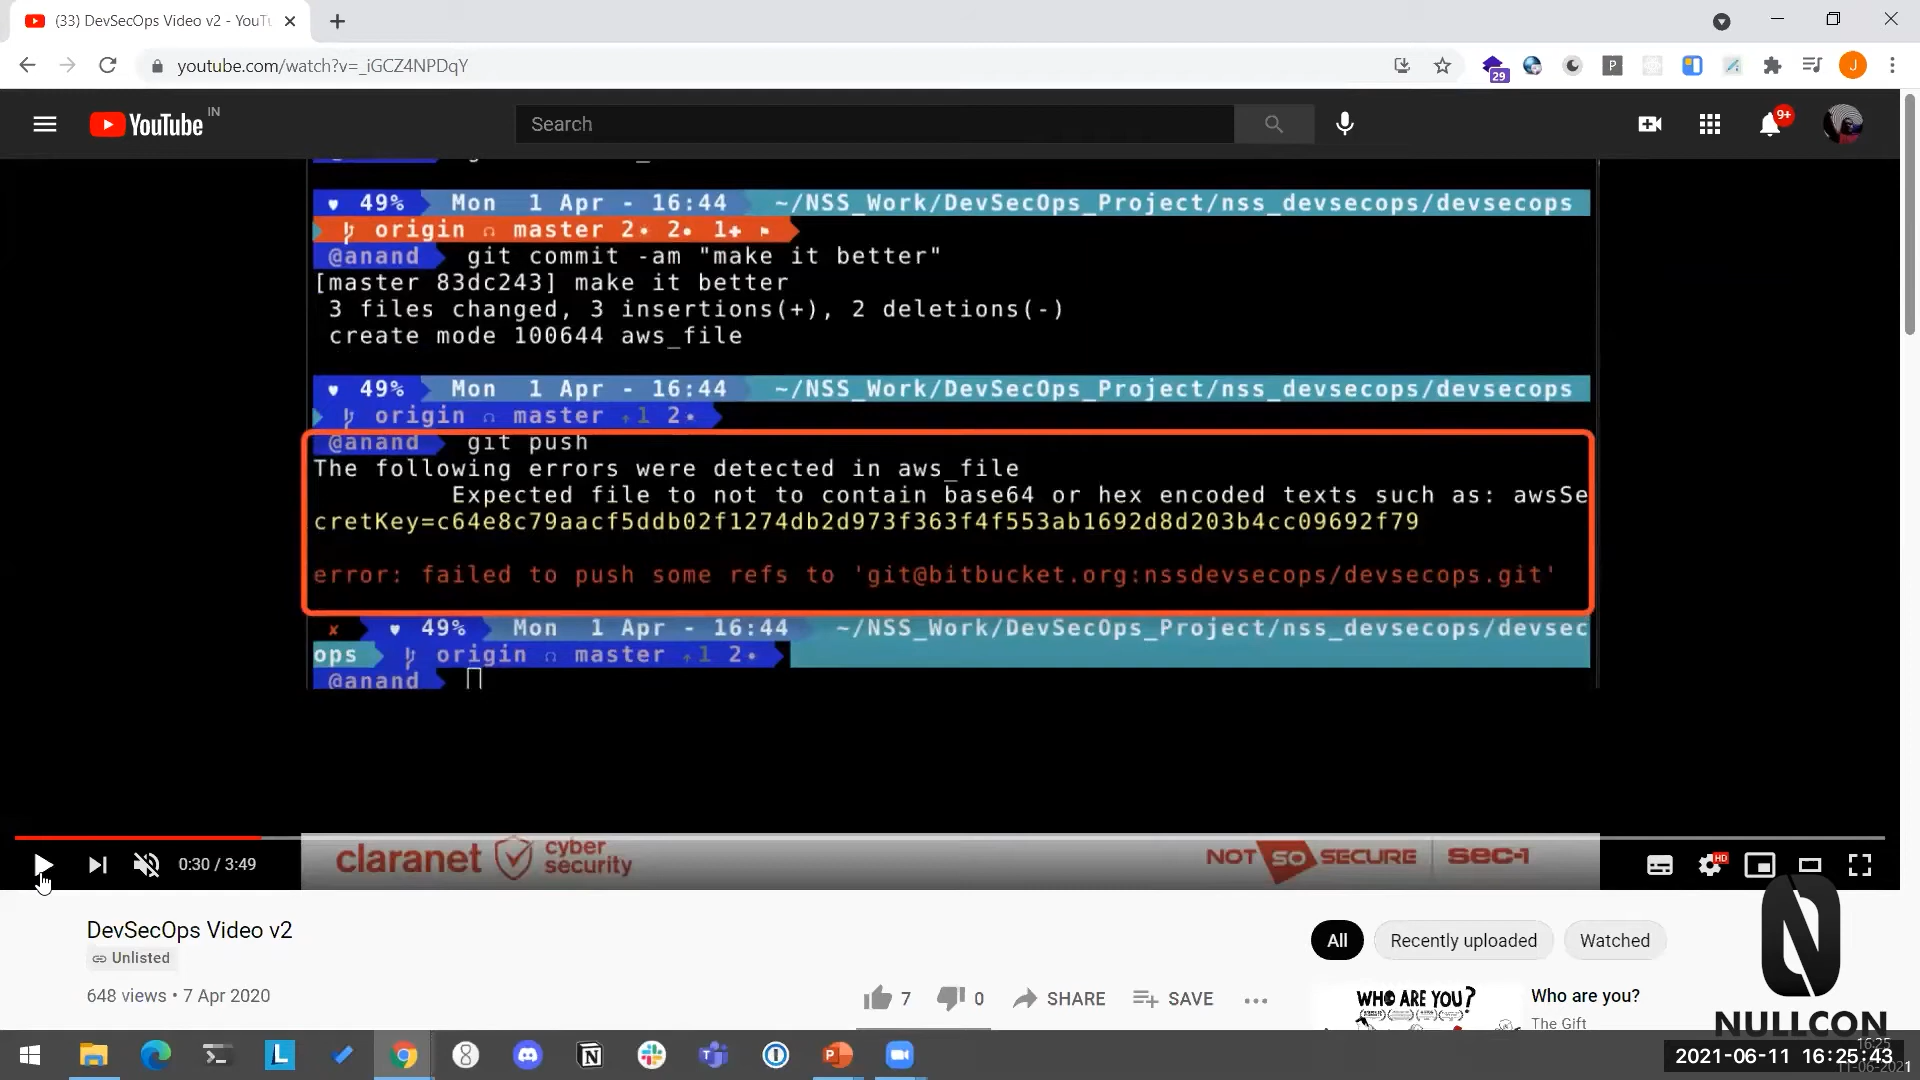 (33) DevSecOps Video v2 - YouTu
youtube.com/watch?v=_iGCZ4NPDqY
29
P
J
YouTube IN
Search
9+
♥ 49% Mon 1 Apr - 16:44 ~/NSS_Work/DevSecOps_Project/nss_devsecops/devsecops
origin master 2 2 1+
@anand git commit -am "make it better"
[master 83dc243] make it better
3 files changed, 3 insertions(+), 2 deletions(-)
create mode 100644 aws_file
♥ 49% Mon 1 Apr - 16:44 ~/NSS_Work/DevSecOps_Project/nss_devsecops/devsecops
origin master 1 2
@anand git push
The following errors were detected in aws_file
Expected file to not to contain base64 or hex encoded texts such as: awsSe
cretKey=c64e8c79aacf5ddb02f1274db2d973f363f4f553ab1692d8d203b4cc09692f79
error: failed to push some refs to 'git@bitbucket.org:nssdevsecops/devsecops.git'
✘ ♥ 49% Mon 1 Apr - 16:44 ~/NSS_Work/DevSecOps_Project/nss_devsecops/devsec
ops origin master 1 2
@anand
claranet cyber security NOT SO SECURE SEC-1
0:30 / 3:49
HD
DevSecOps Video v2
Unlisted
648 views • 7 Apr 2020
7 0 SHARE SAVE
All Recently uploaded Watched
WHO ARE YOU?
Who are you?
The Gift
NULLCON
16:25
2021-06-11 16:25:43